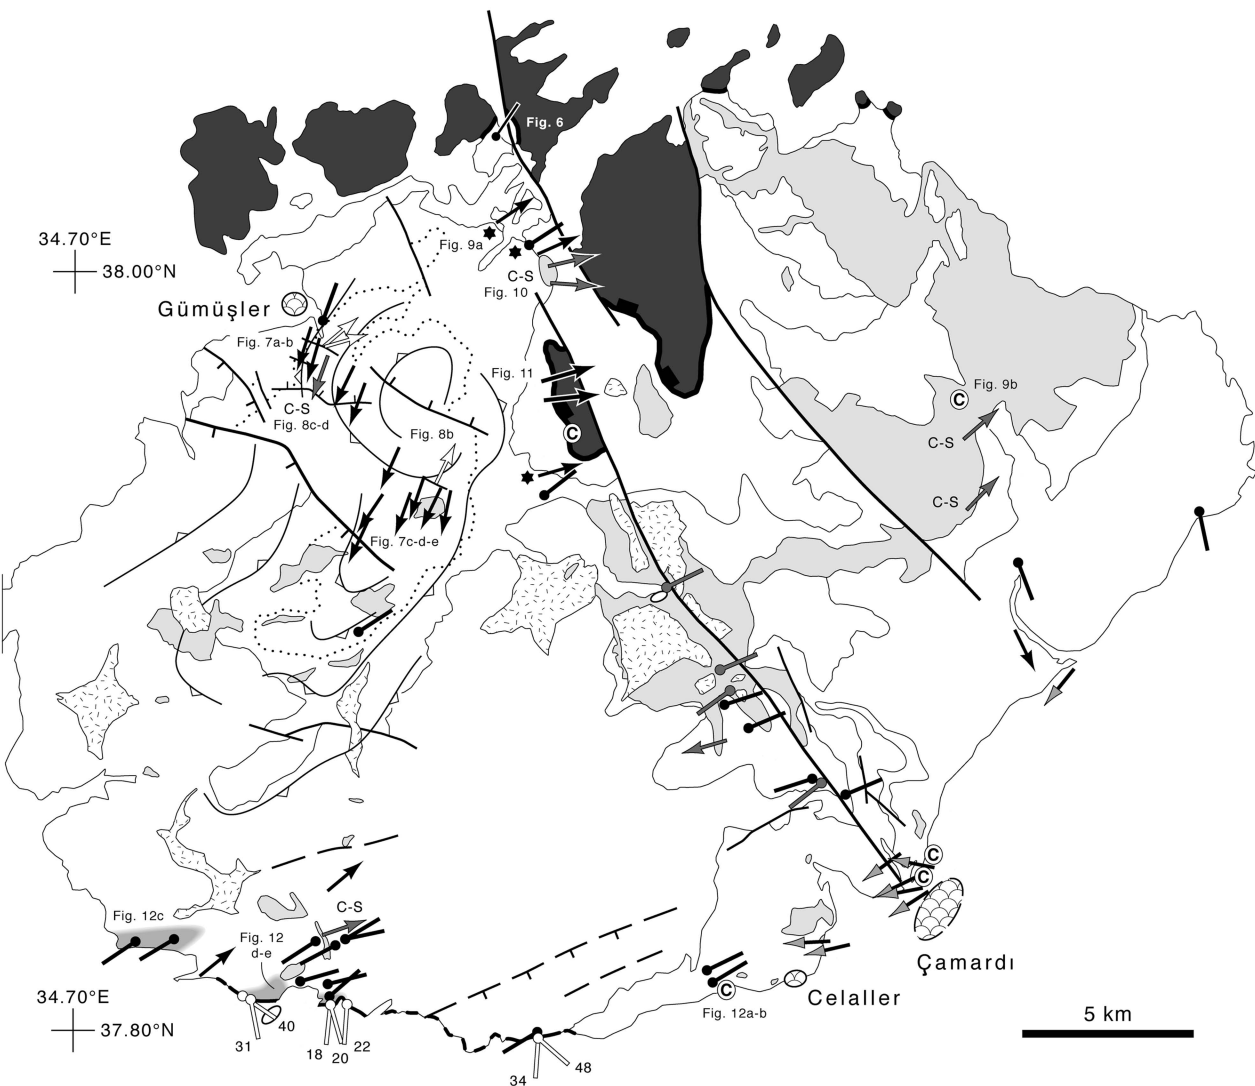 Fig. 6
34.70°E
38.00°N
Fig. 9a
C-S
Fig. 10
Gümüşler
Fig. 7a-b
Fig. 11
C-S
Fig. 8c-d
Fig. 9b
C
C-S
Fig. 8b
C
C-S
Fig. 7c-d-e
C
C
Fig. 12c
C-S
Fig. 12
d-e
Çamardı
34.70°E
37.80°N
C
Celaller
Fig. 12a-b
5 km
40
31
18
20
22
34
48